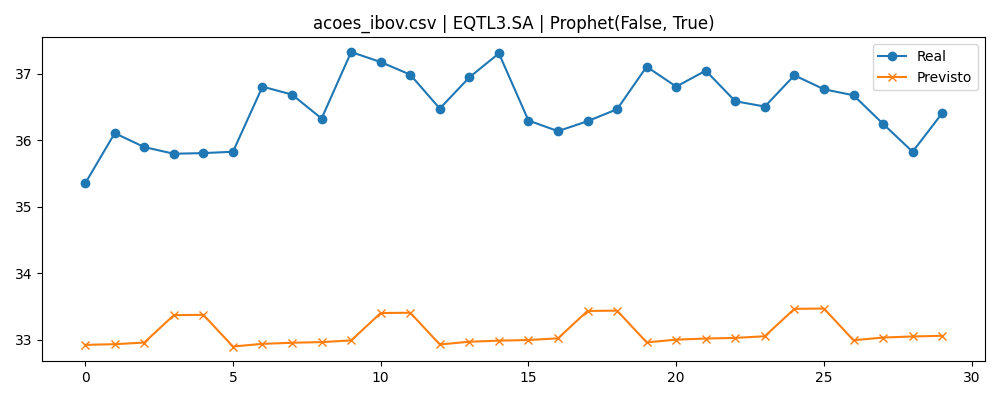 acoes_ibov.csv | EQTL3.SA | Prophet(False, True)
Real
Previsto
37
36
35
34
33
0 5 10 15 20 25 30